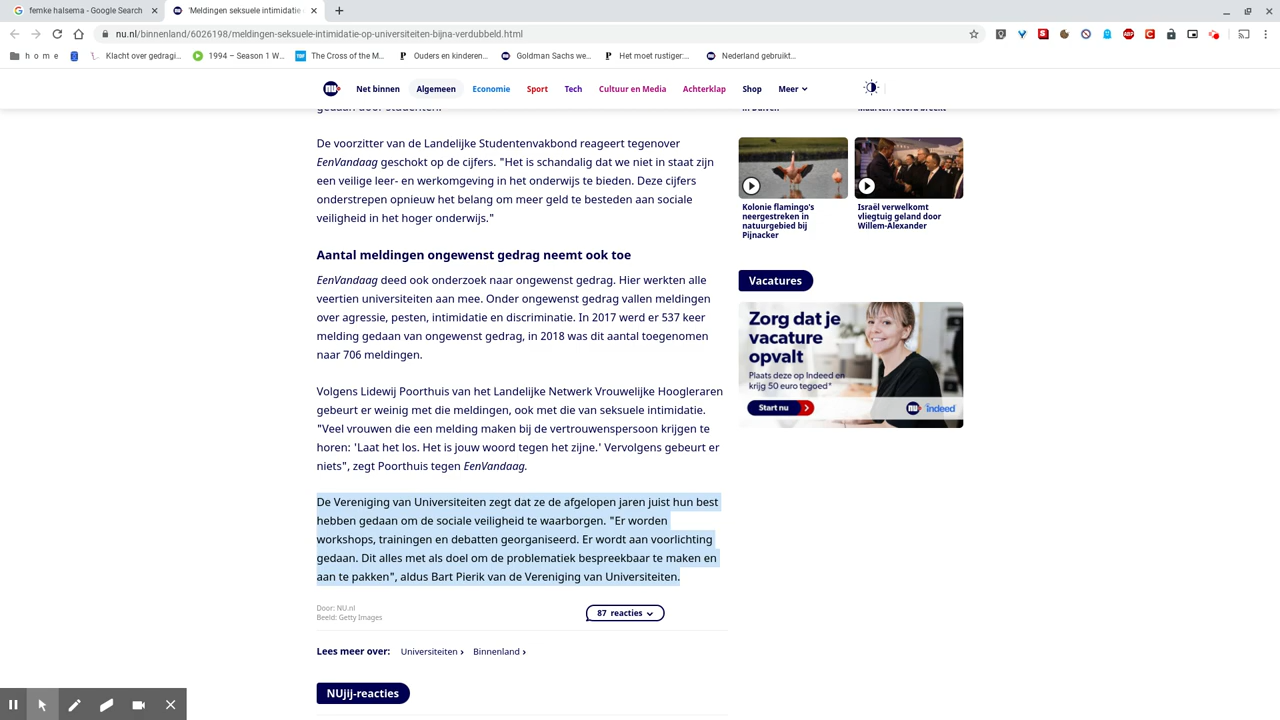 femke halsema - Google Search
'Meldingen seksuele intimidatie
nu.nl/binnenland/6026198/meldingen-seksuele-intimidatie-op-universiteiten-bijna-verdubbeld.html
h o m e
Klacht over gedragi...
1994 – Season 1 W...
The Cross of the M...
Ouders en kinderen...
Goldman Sachs we...
Het moet rustiger:...
Nederland gebruikt...
NU
Net binnen
Algemeen
Economie
Sport
Tech
Cultuur en Media
Achterklap
Shop
Meer
De voorzitter van de Landelijke Studentenvakbond reageert tegenover
EenVandaag geschokt op de cijfers. "Het is schandalig dat we niet in staat zijn
een veilige leer- en werkomgeving in het onderwijs te bieden. Deze cijfers
onderstrepen opnieuw het belang om meer geld te besteden aan sociale
veiligheid in het hoger onderwijs."
Aantal meldingen ongewenst gedrag neemt ook toe
EenVandaag deed ook onderzoek naar ongewenst gedrag. Hier werkten alle
veertien universiteiten aan mee. Onder ongewenst gedrag vallen meldingen
over agressie, pesten, intimidatie en discriminatie. In 2017 werd er 537 keer
melding gedaan van ongewenst gedrag, in 2018 was dit aantal toegenomen
naar 706 meldingen.
Volgens Lidewij Poorthuis van het Landelijke Netwerk Vrouwelijke Hoogleraren
gebeurt er weinig met die meldingen, ook met die van seksuele intimidatie.
"Veel vrouwen die een melding maken bij de vertrouwenspersoon krijgen te
horen: 'Laat het los. Het is jouw woord tegen het zijne.' Vervolgens gebeurt er
niets", zegt Poorthuis tegen EenVandaag.
De Vereniging van Universiteiten zegt dat ze de afgelopen jaren juist hun best
hebben gedaan om de sociale veiligheid te waarborgen. "Er worden
workshops, trainingen en debatten georganiseerd. Er wordt aan voorlichting
gedaan. Dit alles met als doel om de problematiek bespreekbaar te maken en
aan te pakken", aldus Bart Pierik van de Vereniging van Universiteiten.
Door: NU.nl
Beeld: Getty Images
87 reacties
Lees meer over:
Universiteiten
Binnenland
NUjij-reacties
Kolonie flamingo's
neergestreken in
natuurgebied bij
Pijnacker
Israël verwelkomt
vliegtuig geland door
Willem-Alexander
Vacatures
Zorg dat je
vacature
opvalt
Plaats deze op Indeed en
krijg 50 euro tegoed*
Start nu
NU
indeed